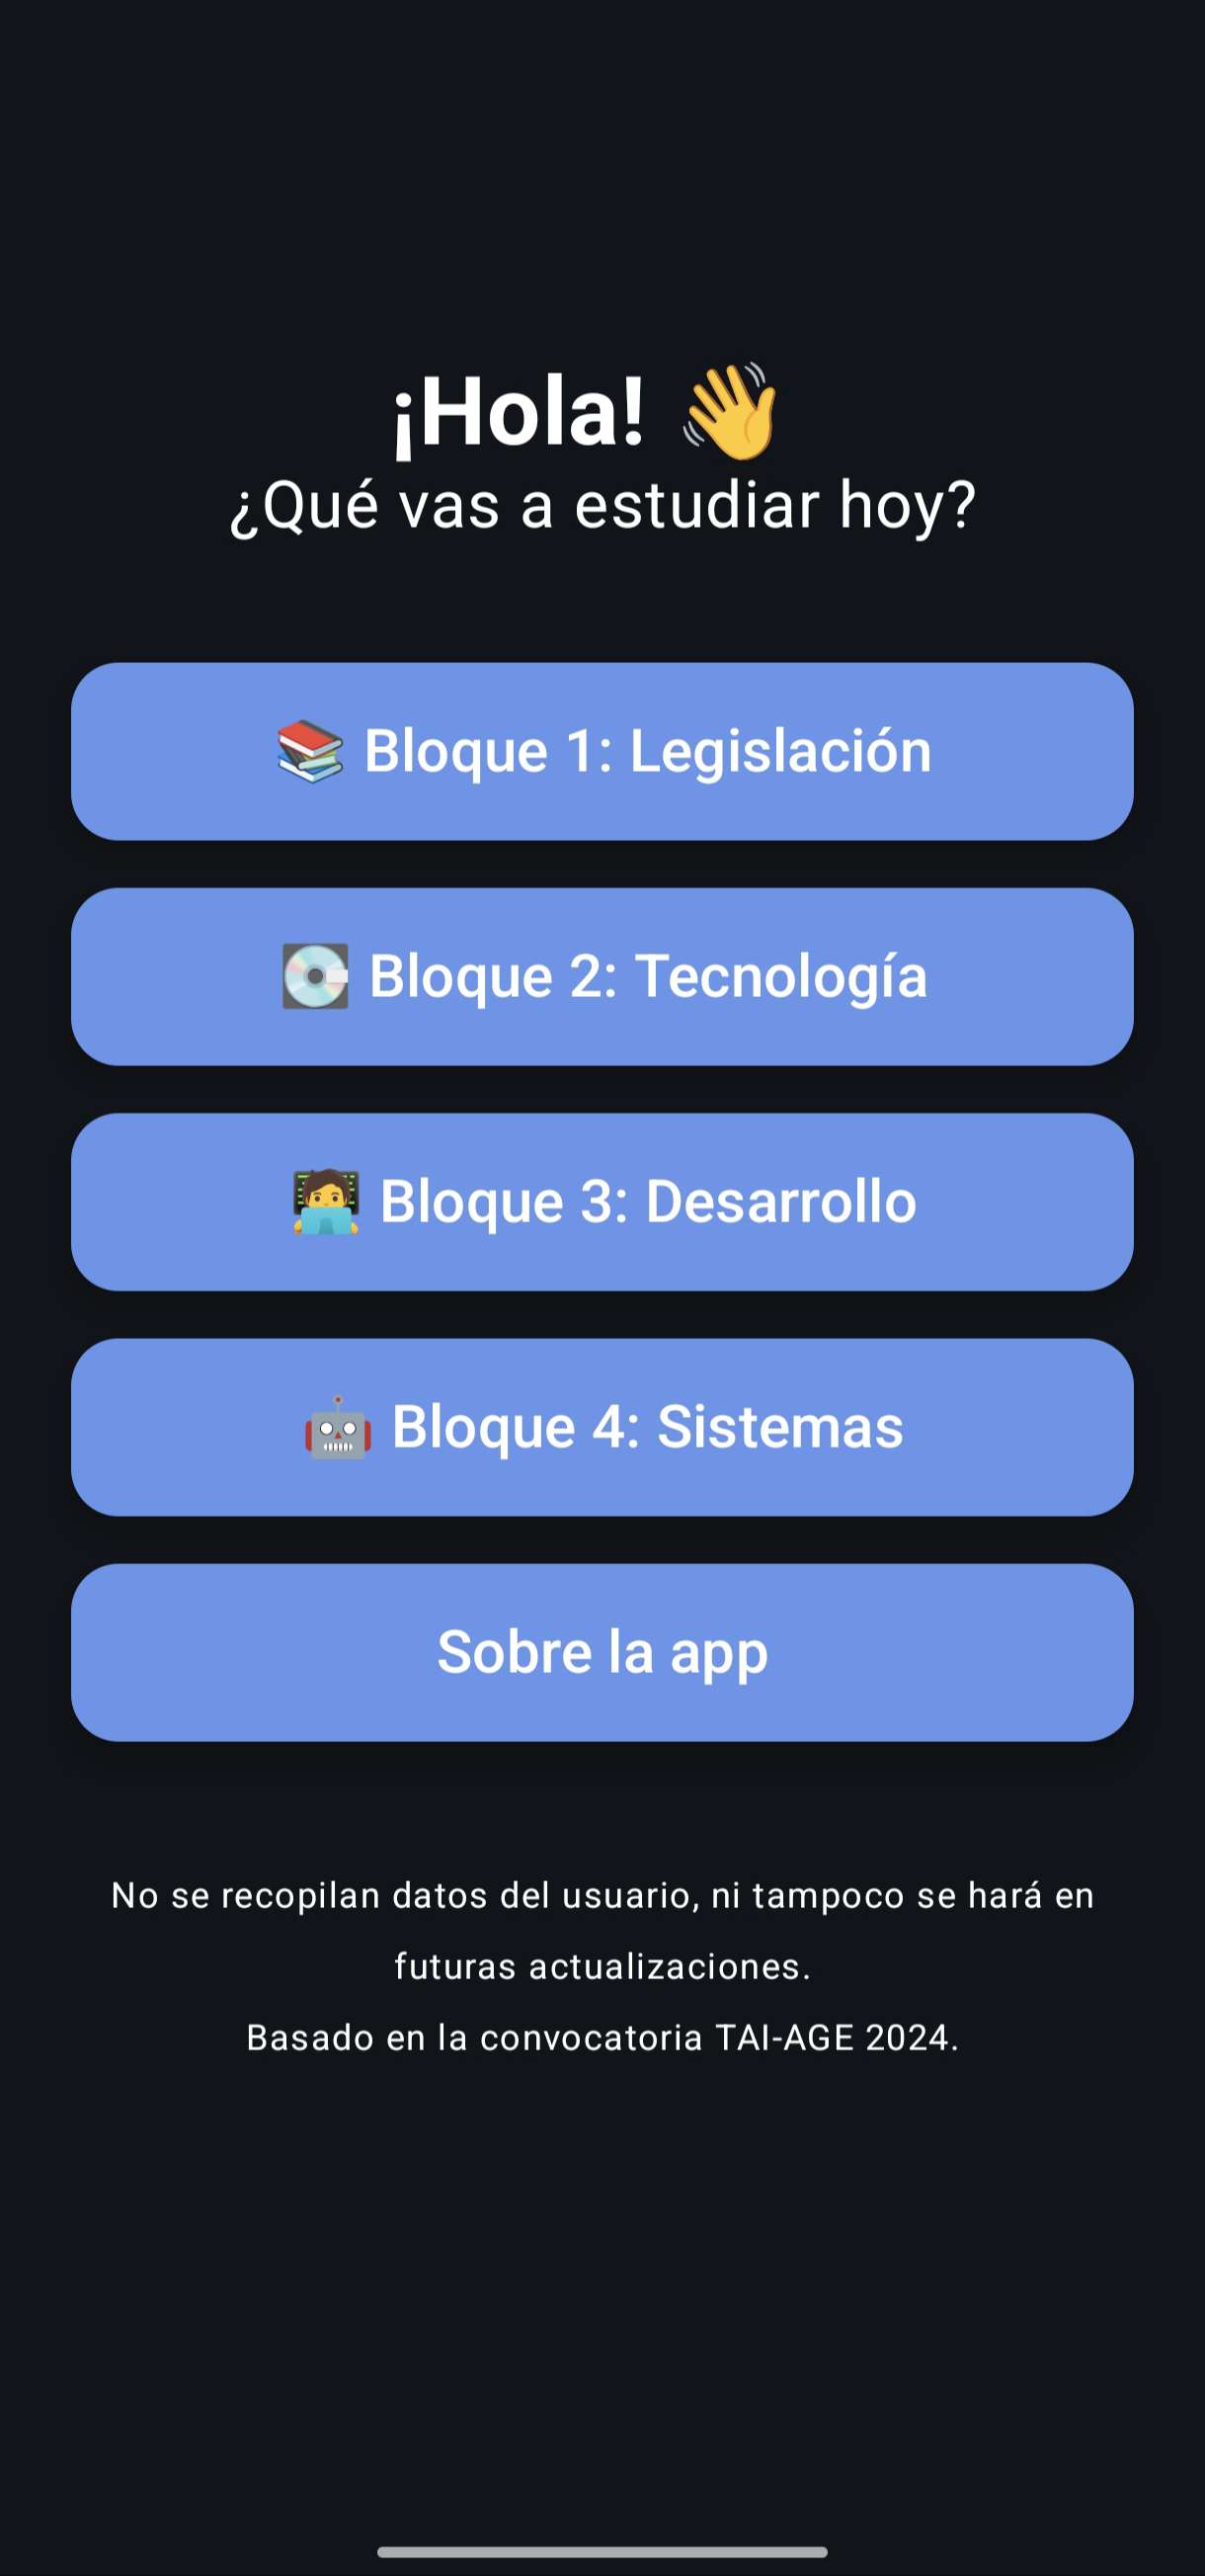 ¡Hola! 👋
¿Qué vas a estudiar hoy?
📚 Bloque 1: Legislación
💽 Bloque 2: Tecnología
🧑‍💻 Bloque 3: Desarrollo
🤖 Bloque 4: Sistemas
Sobre la app
No se recopilan datos del usuario, ni tampoco se hará en
futuras actualizaciones.
Basado en la convocatoria TAI-AGE 2024.